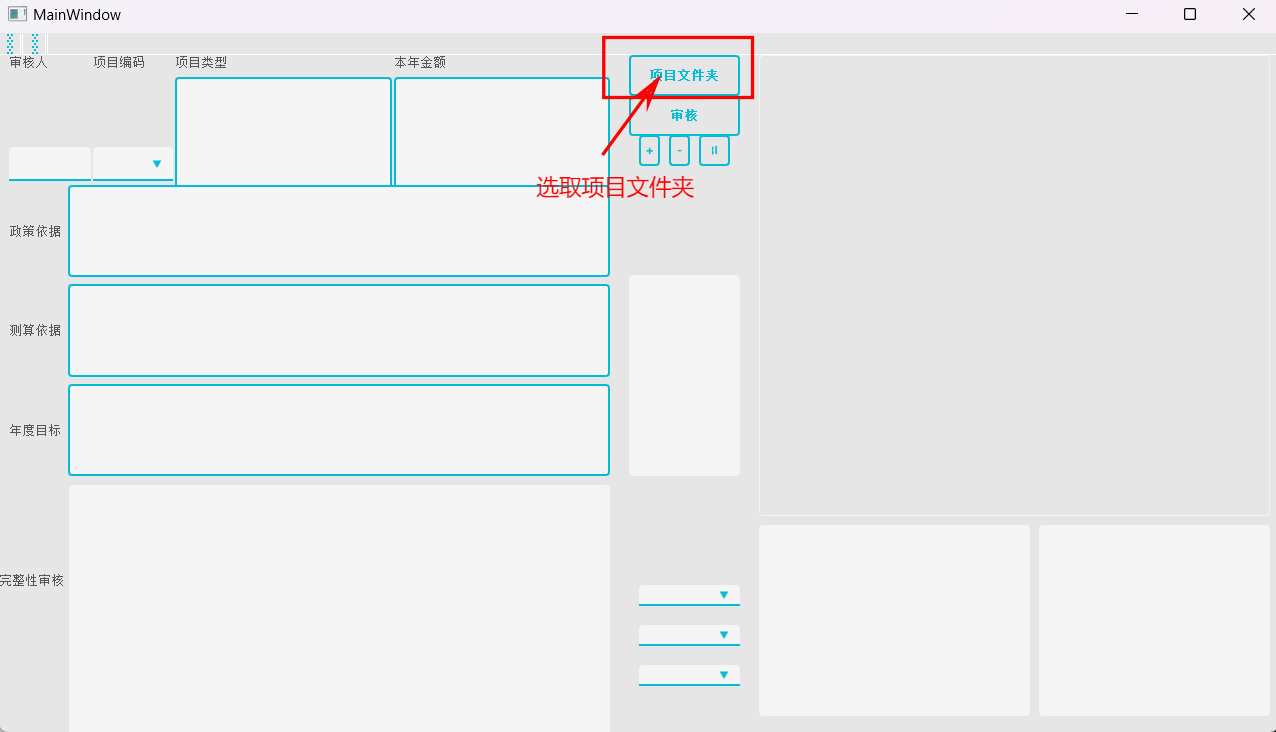 MainWindow
审核人 项目编码 项目类型 本年金额
项目文件夹
审核
+ - =
选取项目文件夹
政策依据
测算依据
年度目标
完整性审核